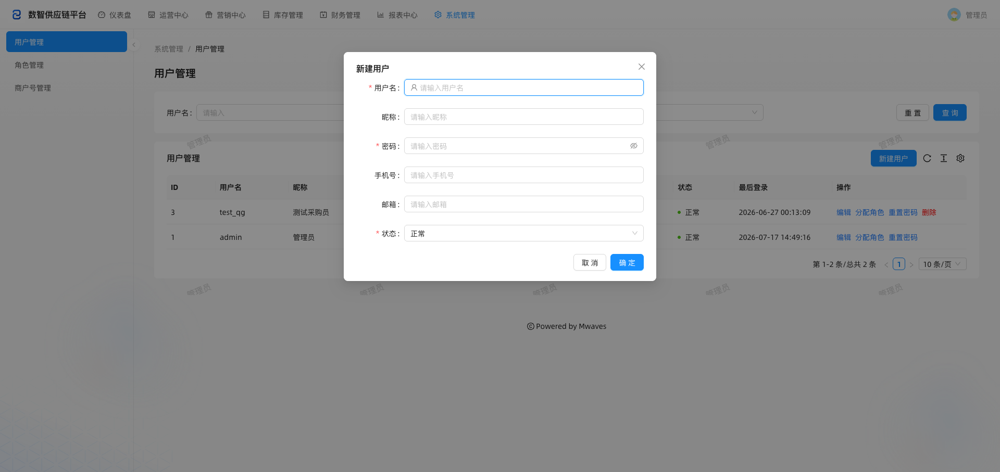 数智供应链平台 仪表盘 运营中心 营销中心 库存管理 财务管理 报表中心 系统管理 管理员
用户管理
角色管理
商户号管理
系统管理 / 用户管理
用户管理
用户名: 请输入 重 置 查 询
新建用户
* 用户名: 请输入用户名
昵称: 请输入昵称
* 密码: 请输入密码
手机号: 请输入手机号
邮箱: 请输入邮箱
* 状态: 正常
取 消 确 定
管理员 管理员 管理员
用户管理 新建用户
ID 用户名 昵称 状态 最后登录 操作
3 test_qg 测试采购员 正常 2026-06-27 00:13:09 编辑 分配角色 重置密码 删除
1 admin 管理员 正常 2026-07-17 14:49:16 编辑 分配角色 重置密码
第 1-2 条/总共 2 条 1 10 条/页
管理员 管理员 管理员 管理员 管理员
© Powered by Mwaves